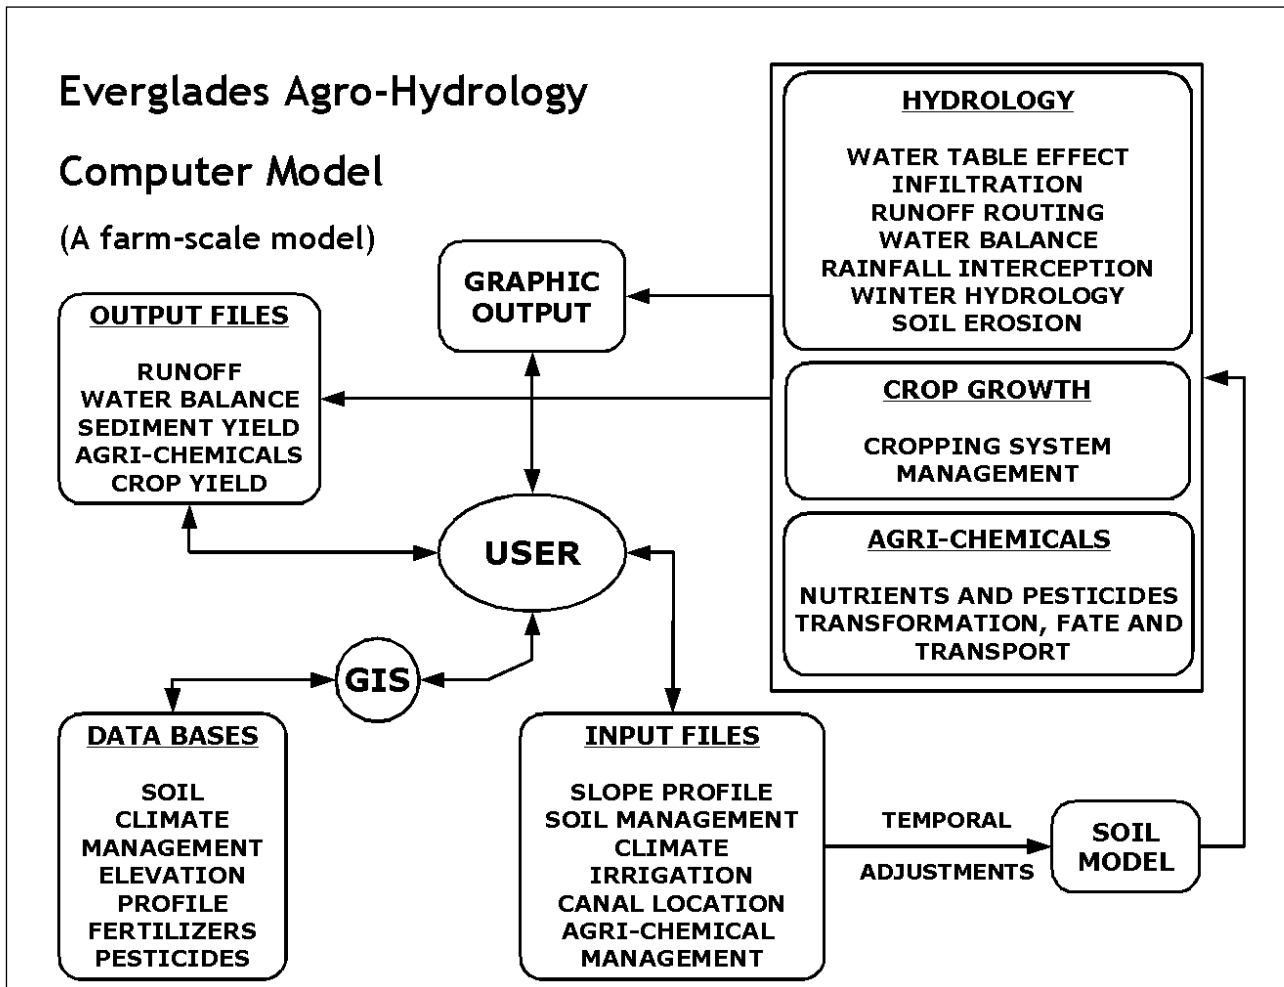 Everglades Agro-Hydrology
Computer Model
(A farm-scale model)
OUTPUT FILES
RUNOFF
WATER BALANCE
SEDIMENT YIELD
AGRI-CHEMICALS
CROP YIELD
GRAPHIC
OUTPUT
HYDROLOGY
WATER TABLE EFFECT
INFILTRATION
RUNOFF ROUTING
WATER BALANCE
RAINFALL INTERCEPTION
WINTER HYDROLOGY
SOIL EROSION
CROP GROWTH
CROPPING SYSTEM
MANAGEMENT
AGRI-CHEMICALS
NUTRIENTS AND PESTICIDES
TRANSFORMATION, FATE AND
TRANSPORT
USER
GIS
DATA BASES
SOIL
CLIMATE
MANAGEMENT
ELEVATION
PROFILE
FERTILIZERS
PESTICIDES
INPUT FILES
SLOPE PROFILE
SOIL MANAGEMENT
CLIMATE
IRRIGATION
CANAL LOCATION
AGRI-CHEMICAL
MANAGEMENT
TEMPORAL
ADJUSTMENTS
SOIL
MODEL